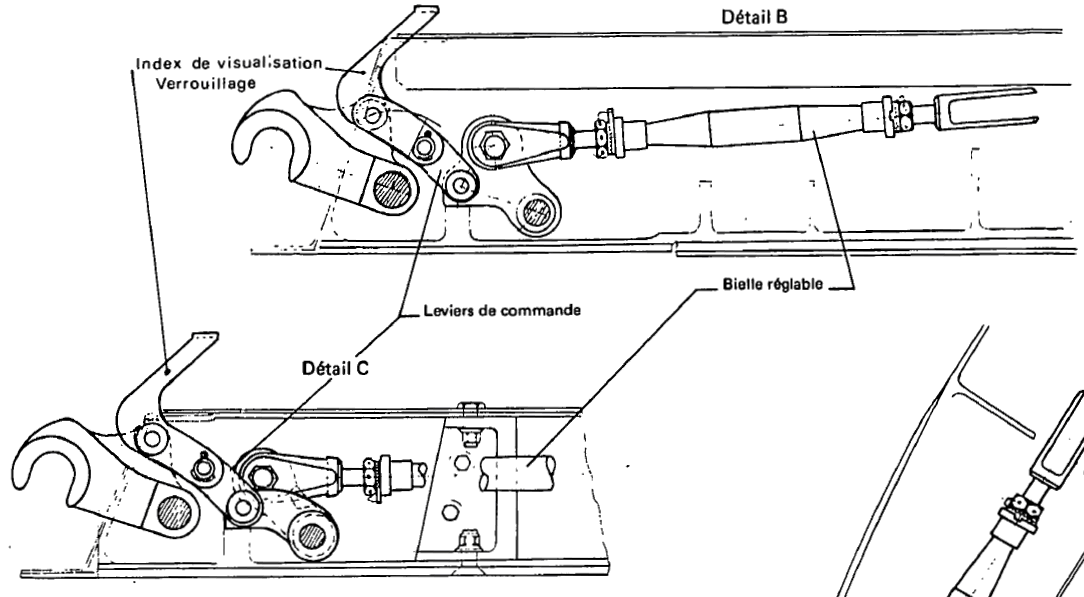 Détail B
Index de visualisation
Verrouillage
Bielle réglable
Leviers de commande
Détail C